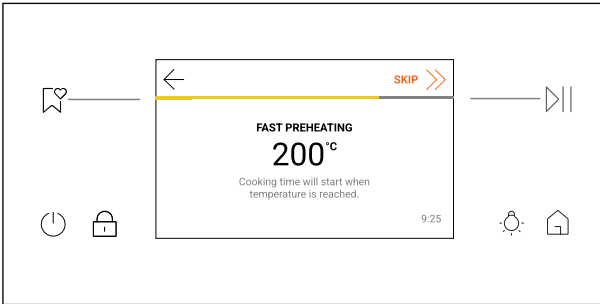 SKIP
FAST PREHEATING
200°C
Cooking time will start when
temperature is reached.
9:25